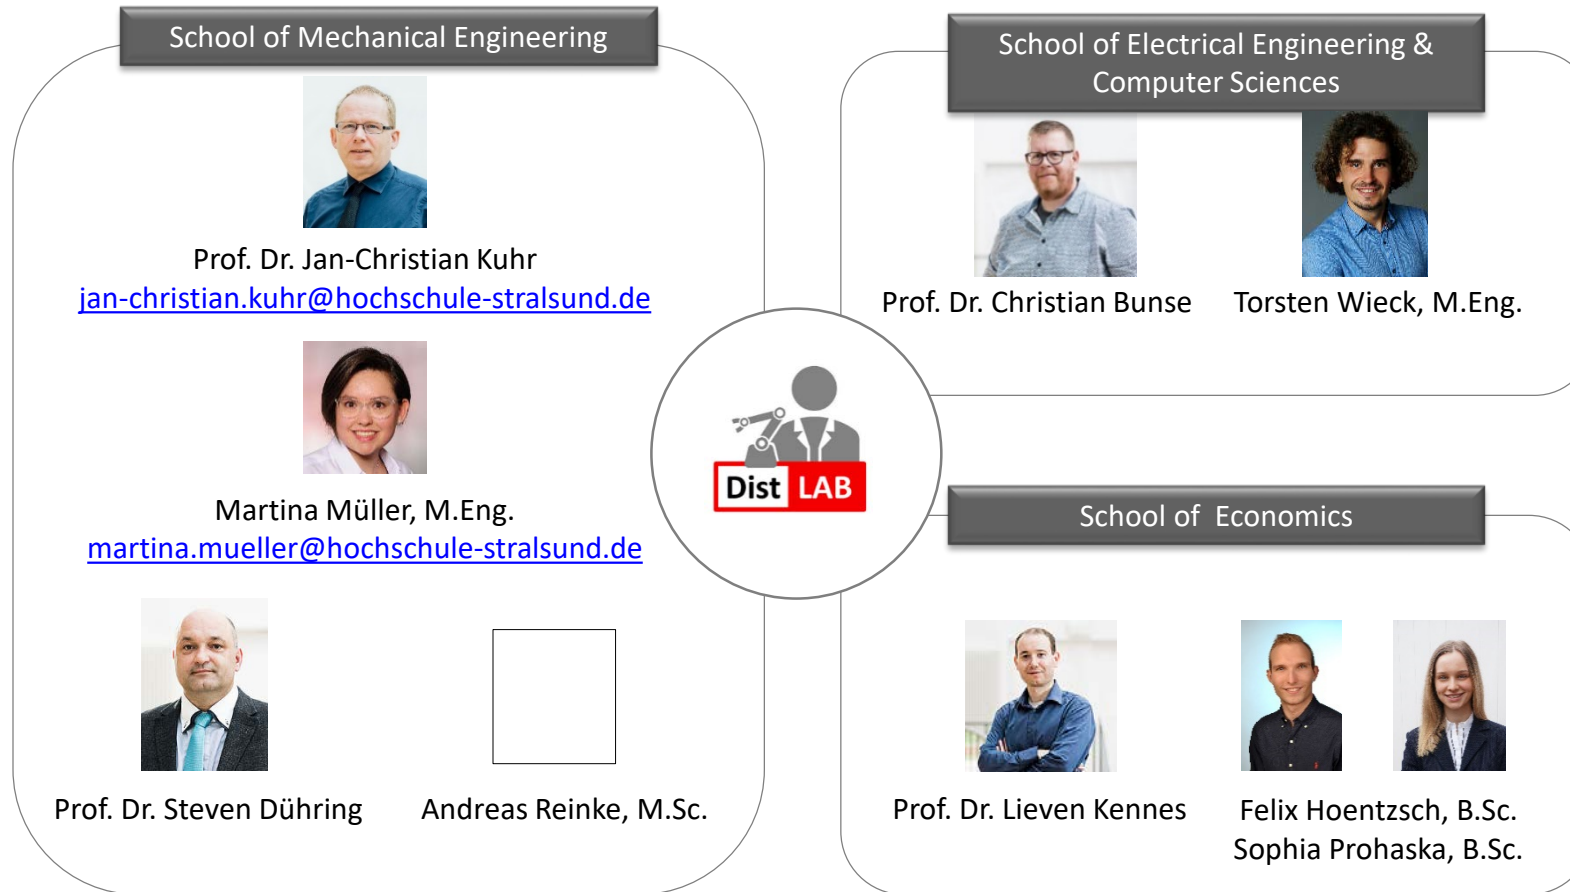 School of Mechanical Engineering
Prof. Dr. Jan-Christian Kuhr
jan-christian.kuhr@hochschule-stralsund.de
Martina Müller, M.Eng.
martina.mueller@hochschule-stralsund.de
Prof. Dr. Steven Dühring
Andreas Reinke, M.Sc.
Dist LAB
School of Electrical Engineering &
Computer Sciences
Prof. Dr. Christian Bunse
Torsten Wieck, M.Eng.
School of Economics
Prof. Dr. Lieven Kennes
Felix Hoentzsch, B.Sc.
Sophia Prohaska, B.Sc.